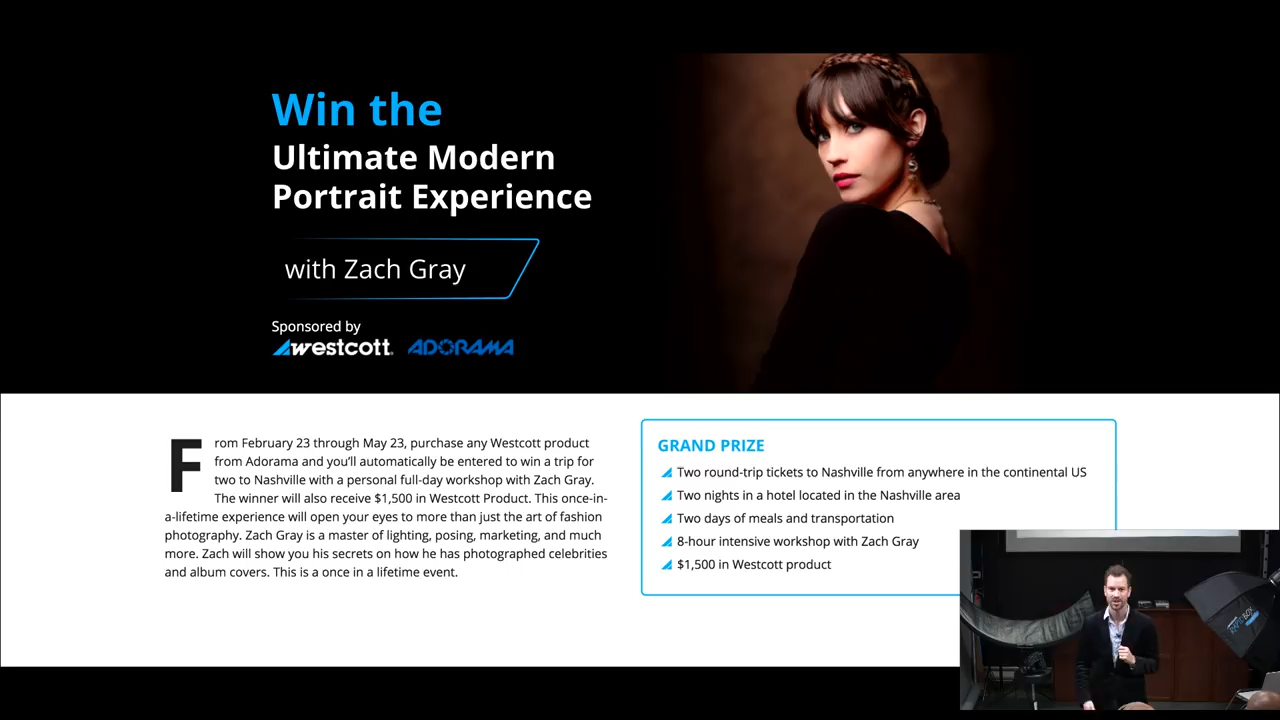 Win the
Ultimate Modern
Portrait Experience
with Zach Gray
Sponsored by
Westcott
ADORAMA
From February 23 through May 23, purchase any Westcott product
from Adorama and you'll automatically be entered to win a trip for
two to Nashville with a personal full-day workshop with Zach Gray.
The winner will also receive $1,500 in Westcott Product. This once-in-
a-lifetime experience will open your eyes to more than just the art of fashion
photography. Zach Gray is a master of lighting, posing, marketing, and much
more. Zach will show you his secrets on how he has photographed celebrities
and album covers. This is a once in a lifetime event.
GRAND PRIZE
Two round-trip tickets to Nashville from anywhere in the continental US
Two nights in a hotel located in the Nashville area
Two days of meals and transportation
8-hour intensive workshop with Zach Gray
$1,500 in Westcott product